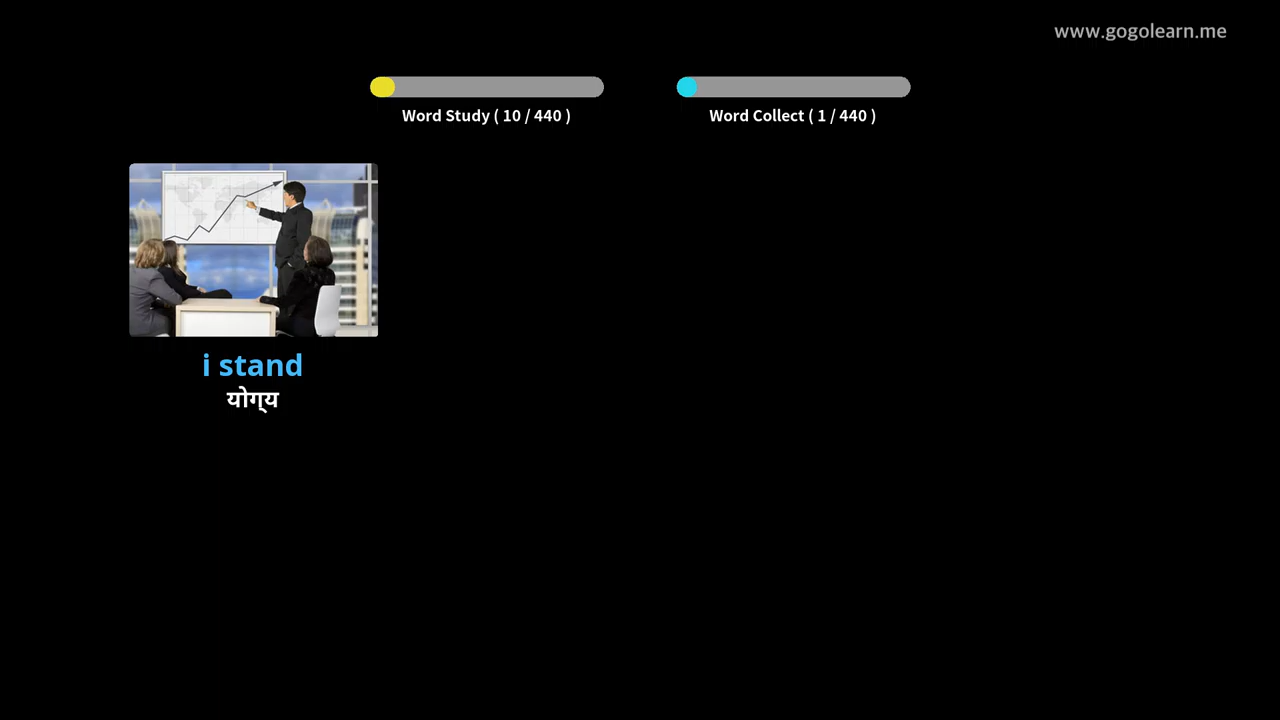 www.gogolearn.me
Word Study ( 10 / 440 )
Word Collect ( 1 / 440 )
i stand
योग्य